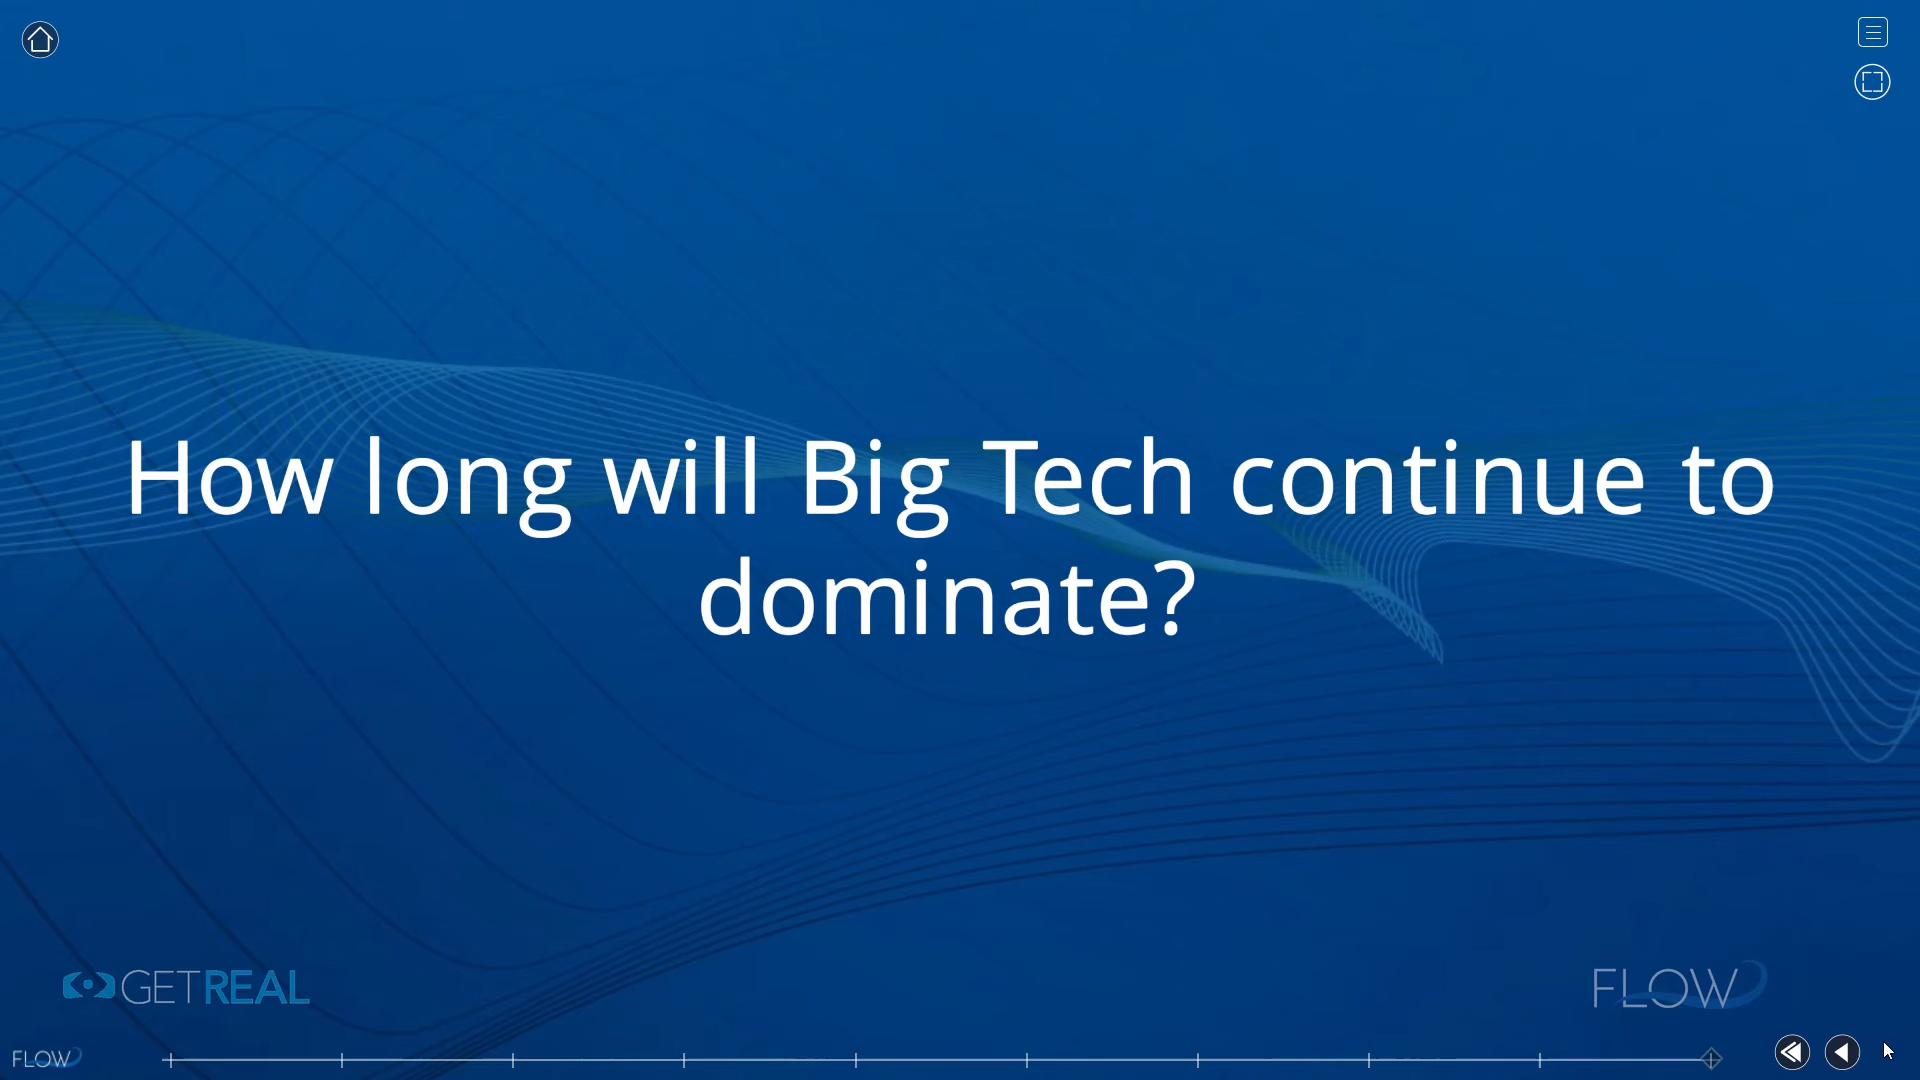 How long will Big Tech continue to
dominate?
GETREAL
FLOW
FLOW